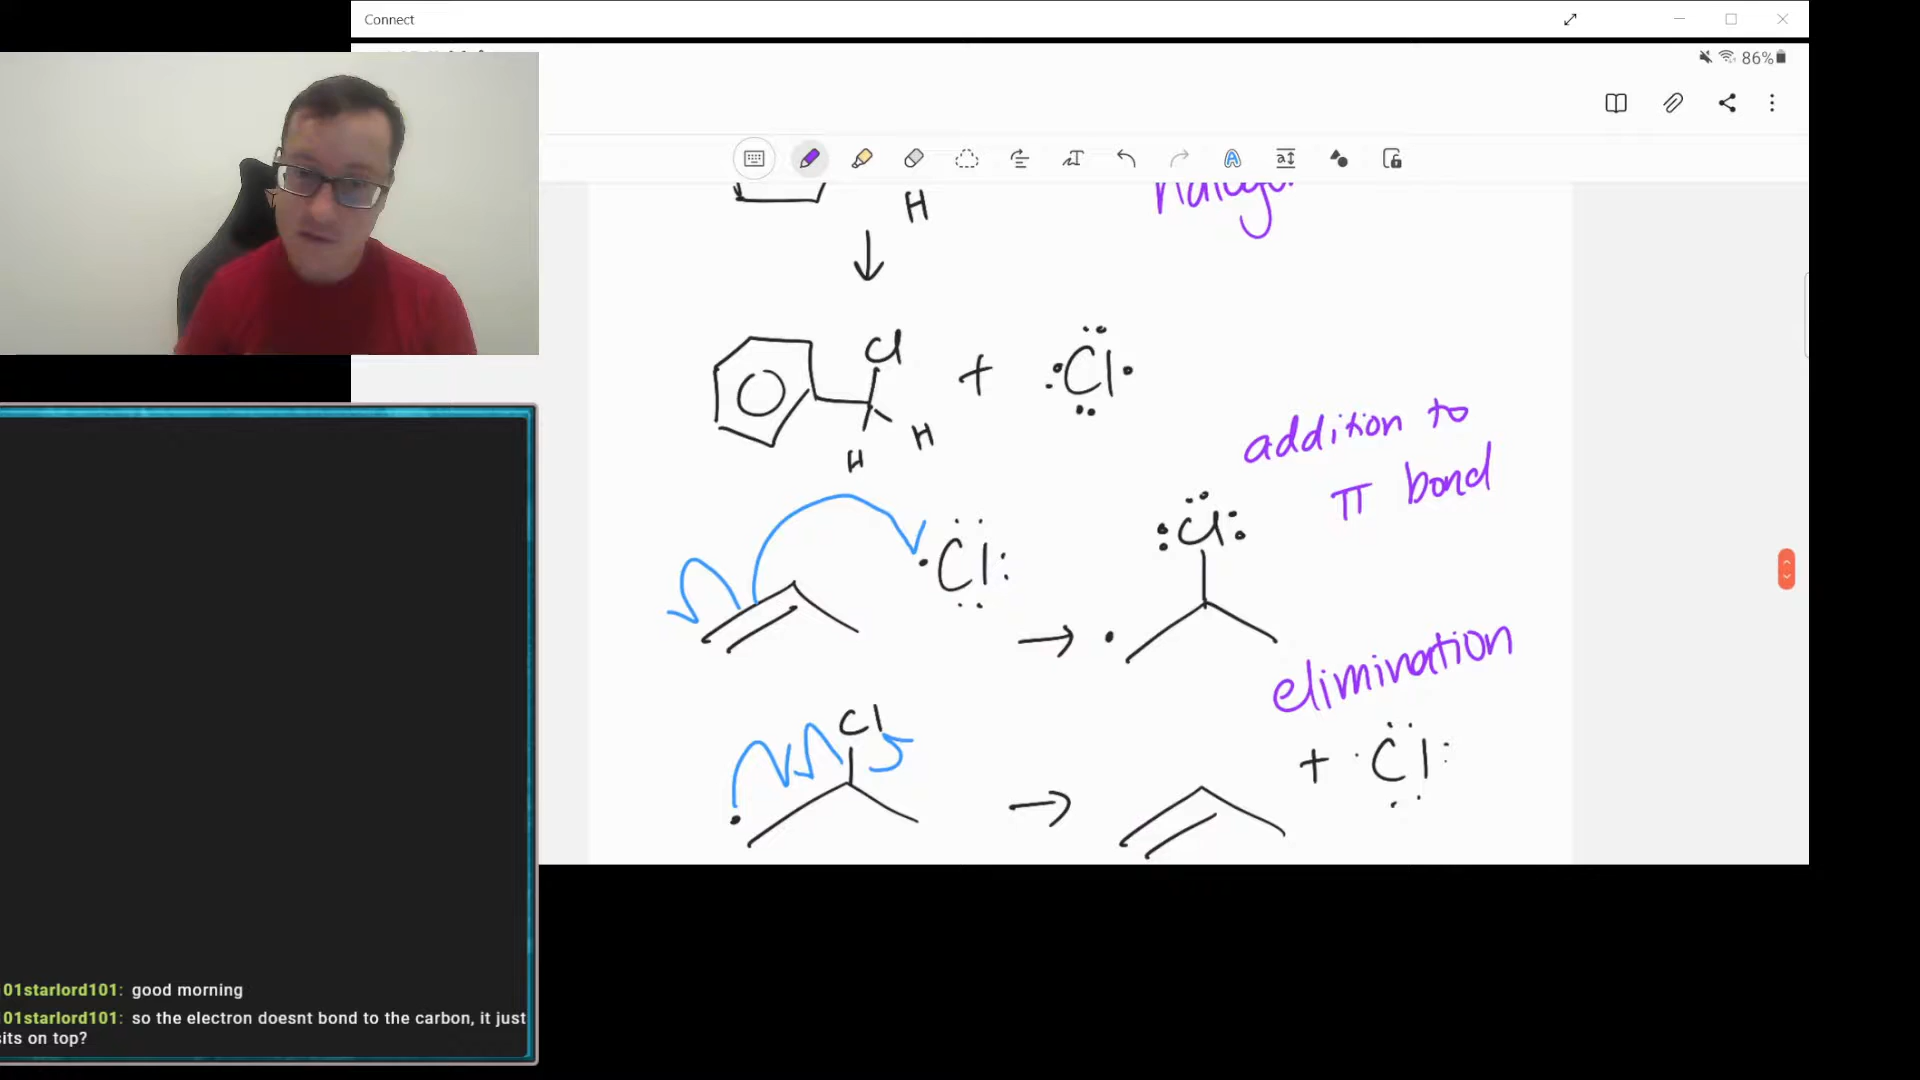 Connect
86%
H
Cl
+ Cl
H
H
addition to
π bond
Cl
Cl
→
elimination
Cl
→
+ Cl
01starlord101: good morning
01starlord101: so the electron doesnt bond to the carbon, it just
sits on top?